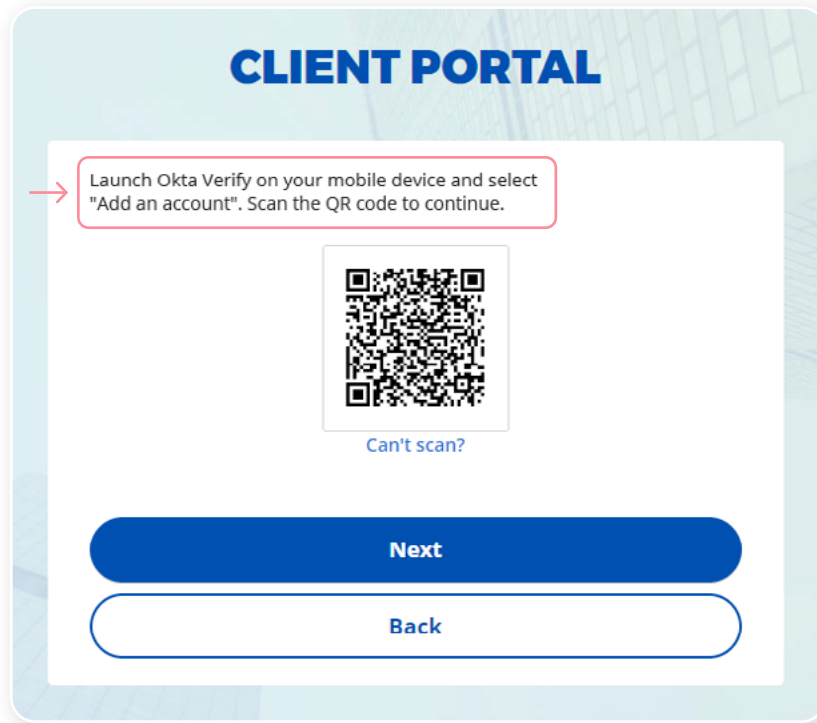 CLIENT PORTAL
Launch Okta Verify on your mobile device and select
"Add an account". Scan the QR code to continue.
Can't scan?
Next
Back